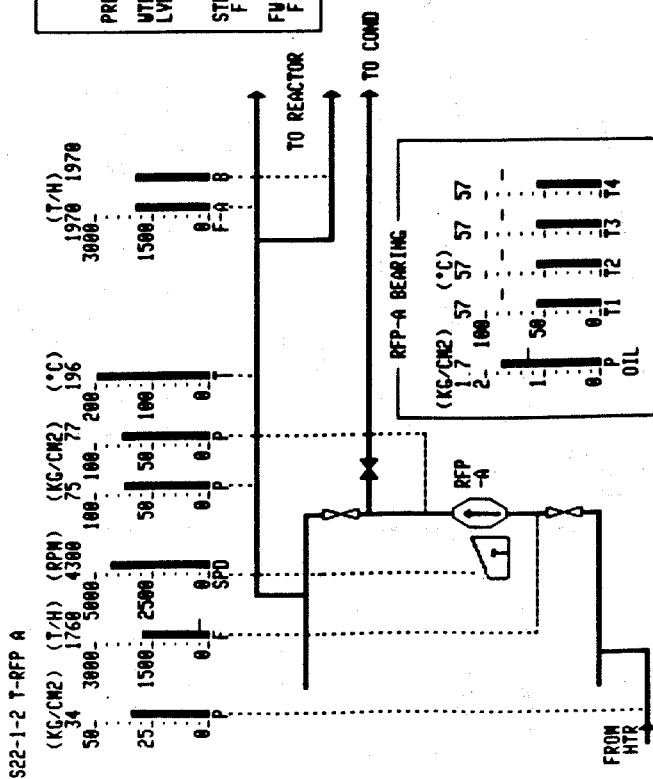 S22-1-2 T-RFP A
(KG/CM2) (T/H) (RPM) (KG/CM2) (°C) (T/H)
34 1760 4300 75 77 196 1970 1970
50 3000 5000 100 100 200 3000
25 1500 2500 50 50 100 1500
0 0 0 0 0 0 0
P F SPD P P T F-A B
TO REACTOR
TO COND
RFP
-A
FROM
HTR
RFP-A BEARING
(KG/CM2) (°C)
1.7 57 57 57 57
2 100
1 50
0 0
P T1 T2 T3 T4
OIL
LVL
F
FW
F